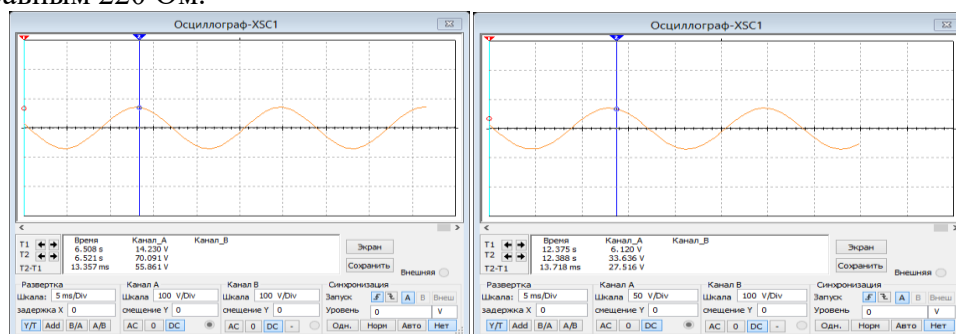 равным 220 Ом.
Осциллограф-XSC1
T1
T2
T2-T1
Время Канал_A Канал_B
6.508 s 14.230 V
6.521 s 70.091 V
13.357 ms 55.861 V
Экран
Сохранить
Внешняя
Развертка
Шкала: 5 ms/Div
задержка X 0
Y/T Add B/A A/B
Канал A
Шкала 100 V/Div
смещение Y 0
AC 0 DC
Канал B
Шкала 100 V/Div
смещение Y 0
AC 0 DC -
Синхронизация
Запуск A B Внеш
Уровень 0 V
Одн. Норм Авто Нет
Осциллограф-XSC1
T1
T2
T2-T1
Время Канал_A Канал_B
12.375 s 6.120 V
12.388 s 33.636 V
13.718 ms 27.516 V
Экран
Сохранить
Внешняя
Развертка
Шкала: 5 ms/Div
задержка X 0
Y/T Add B/A A/B
Канал A
Шкала 50 V/Div
смещение Y 0
AC 0 DC
Канал B
Шкала 100 V/Div
смещение Y 0
AC 0 DC -
Синхронизация
Запуск A B Внеш
Уровень 0 V
Одн. Норм Авто Нет